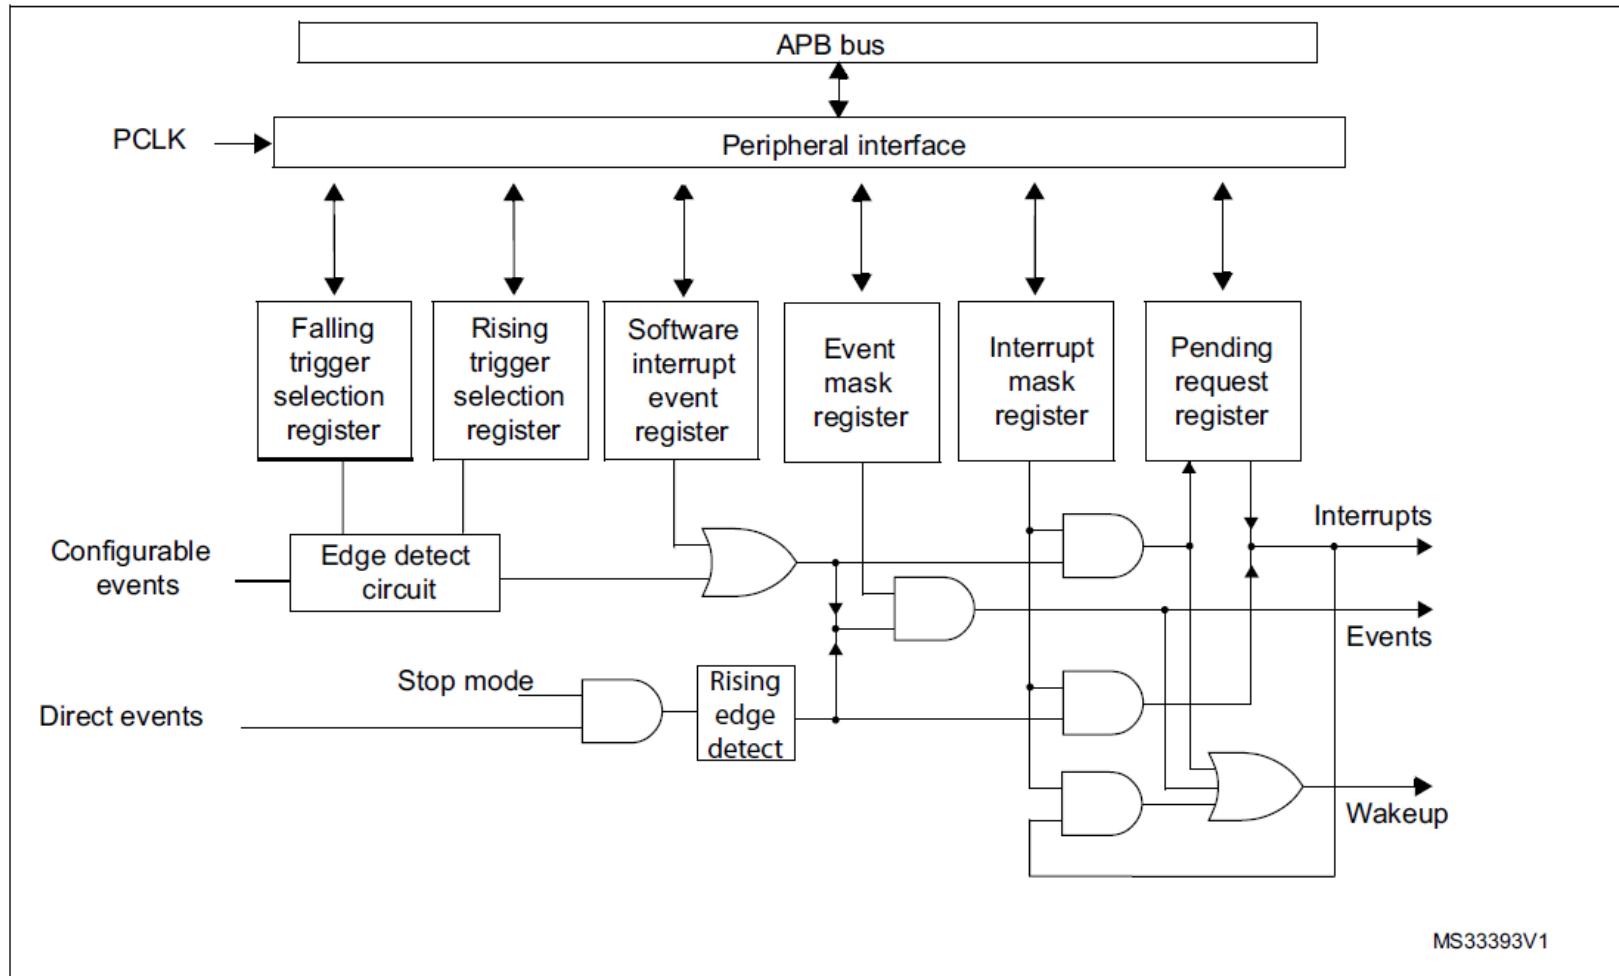 APB bus
PCLK
Peripheral interface
Falling
trigger
selection
register
Rising
trigger
selection
register
Software
interrupt
event
register
Event
mask
register
Interrupt
mask
register
Pending
request
register
Configurable
events
Edge detect
circuit
Interrupts
Events
Stop mode
Direct events
Rising
edge
detect
Wakeup
MS33393V1